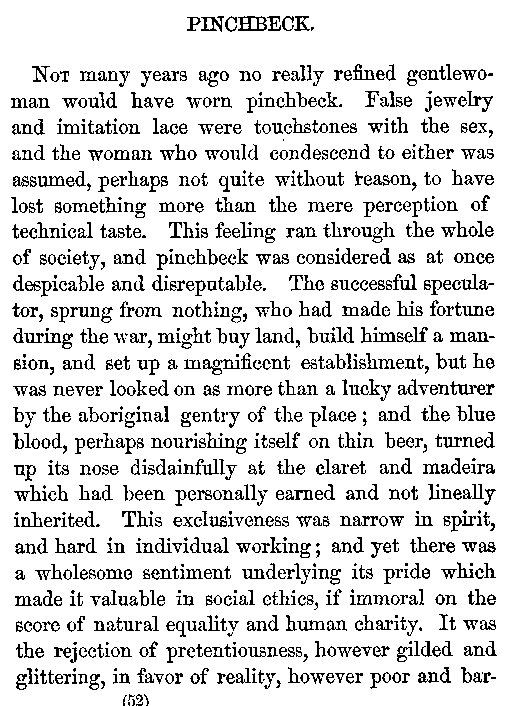 PINCHBECK.
Not many years ago no really refined gentlewo-
man would have worn pinchbeck. False jewelry
and imitation lace were touchstones with the sex,
and the woman who would condescend to either was
assumed, perhaps not quite without reason, to have
lost something more than the mere perception of
technical taste. This feeling ran through the whole
of society, and pinchbeck was considered as at once
despicable and disreputable. The successful specula-
tor, sprung from nothing, who had made his fortune
during the war, might buy land, build himself a man-
sion, and set up a magnificent establishment, but he
was never looked on as more than a lucky adventurer
by the aboriginal gentry of the place; and the blue
blood, perhaps nourishing itself on thin beer, turned
up its nose disdainfully at the claret and madeira
which had been personally earned and not lineally
inherited. This exclusiveness was narrow in spirit,
and hard in individual working; and yet there was
a wholesome sentiment underlying its pride which
made it valuable in social ethics, if immoral on the
score of natural equality and human charity. It was
the rejection of pretentiousness, however gilded and
glittering, in favor of reality, however poor and bar-
(52)